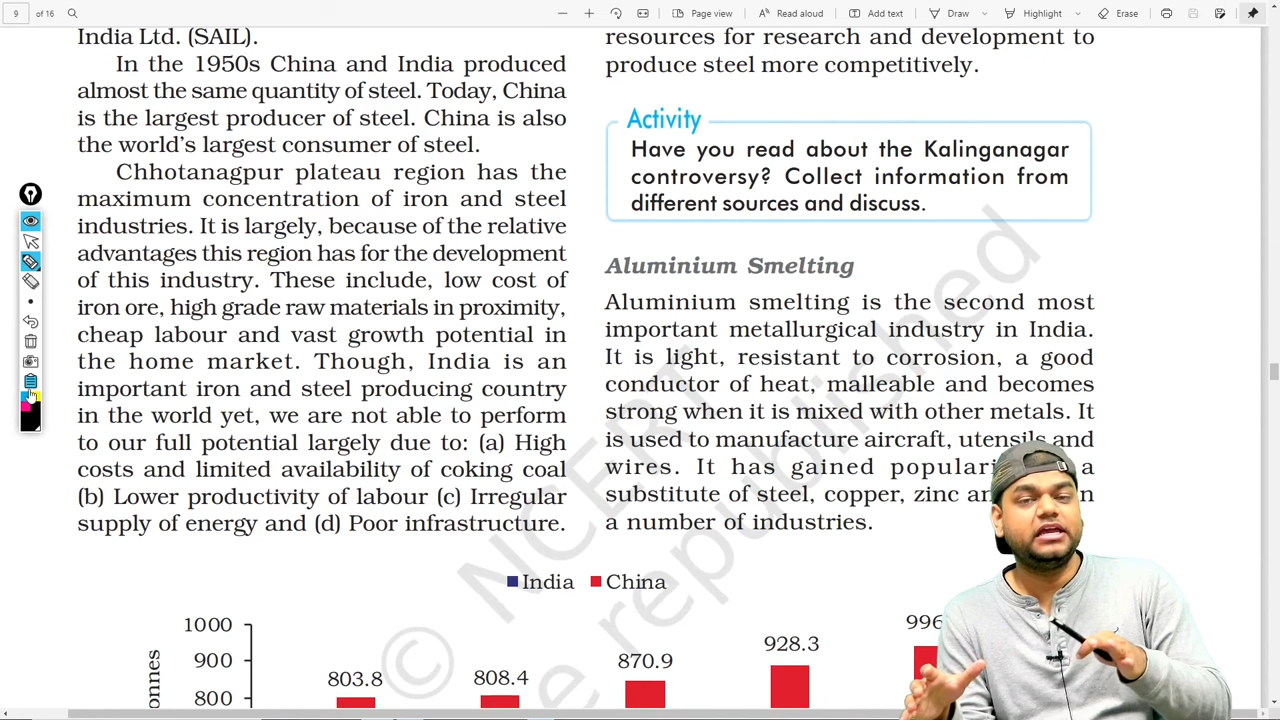 9 of 16
Page view
Read aloud
Add text
Draw
Highlight
Erase
India Ltd. (SAIL).
In the 1950s China and India produced
almost the same quantity of steel. Today, China
is the largest producer of steel. China is also
the world's largest consumer of steel.
Chhotanagpur plateau region has the
maximum concentration of iron and steel
industries. It is largely, because of the relative
advantages this region has for the development
of this industry. These include, low cost of
iron ore, high grade raw materials in proximity,
cheap labour and vast growth potential in
the home market. Though, India is an
important iron and steel producing country
in the world yet, we are not able to perform
to our full potential largely due to: (a) High
costs and limited availability of coking coal
(b) Lower productivity of labour (c) Irregular
supply of energy and (d) Poor infrastructure.
resources for research and development to
produce steel more competitively.
Activity
Have you read about the Kalinganagar
controversy? Collect information from
different sources and discuss.
Aluminium Smelting
Aluminium smelting is the second most
important metallurgical industry in India.
It is light, resistant to corrosion, a good
conductor of heat, malleable and becomes
strong when it is mixed with other metals. It
is used to manufacture aircraft, utensils and
wires. It has gained a
substitute of steel, copper, zinc
a number of industries.
India China
1000
900
800
803.8
808.4
870.9
928.3
996
© NCERT
republished